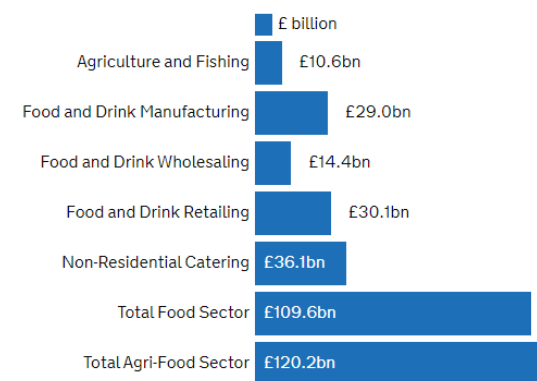 £ billion
Agriculture and Fishing £10.6bn
Food and Drink Manufacturing £29.0bn
Food and Drink Wholesaling £14.4bn
Food and Drink Retailing £30.1bn
Non-Residential Catering £36.1bn
Total Food Sector £109.6bn
Total Agri-Food Sector £120.2bn